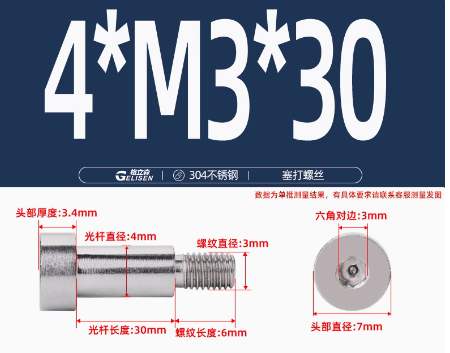 4*M3*30
格立森
GELISEN
304不锈钢
塞打螺丝
数据为单批测量结果，有具体要求请联系客服测量发图
头部厚度:3.4mm
六角对边:3mm
光杆直径:4mm
螺纹直径:3mm
光杆长度:30mm
螺纹长度:6mm
头部直径:7mm